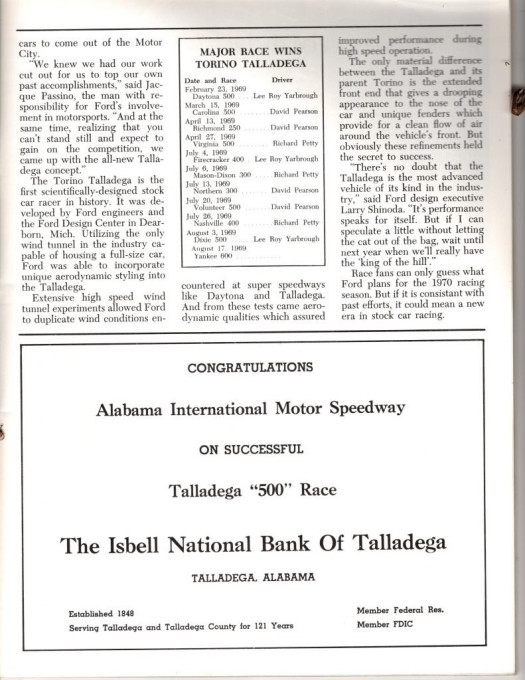 cars to come out of the Motor
City.
"We knew we had our work
cut out for us to top our own
past accomplishments," said Jac-
que Passino, the man with re-
sponsibility for Ford's involve-
ment in motorsports. "And at the
same time, realizing that you
can't stand still and expect to
gain on the competition, we
came up with the all-new Talla-
dega concept."
The Torino Talladega is the
first scientifically-designed stock
car racer in history. It was de-
veloped by Ford engineers and
the Ford Design Center in Dear-
born, Mich. Utilizing the only
wind tunnel in the industry ca-
pable of housing a full-size car,
Ford was able to incorporate
unique aerodynamic styling into
the Talladega.
Extensive high speed wind
tunnel experiments allowed Ford
to duplicate wind conditions en-
MAJOR RACE WINS
TORINO TALLADEGA
Date and Race Driver
February 23, 1969
Daytona 500 ..... Lee Roy Yarbrough
March 15, 1969
Carolina 500 .......... David Pearson
April 13, 1969
Richmond 250 ........ David Pearson
April 27, 1969
Virginia 500 .......... Richard Petty
July 4, 1969
Firecracker 400 .. Lee Roy Yarbrough
July 6, 1969
Mason-Dixon 300 ..... Richard Petty
July 13, 1969
Northern 300 ......... David Pearson
July 20, 1969
Volunteer 500 ........ David Pearson
July 26, 1969
Nashville 400 ......... Richard Petty
August 3, 1969
Dixie 500 ....... Lee Roy Yarbrough
August 17, 1969
Yankee 600 ............
countered at super speedways
like Daytona and Talladega.
And from these tests came aero-
dynamic qualities which assured
improved performance during
high speed operation.
The only material difference
between the Talladega and its
parent Torino is the extended
front end that gives a drooping
appearance to the nose of the
car and unique fenders which
provide for a clean flow of air
around the vehicle's front. But
obviously these refinements held
the secret to success.
"There's no doubt that the
Talladega is the most advanced
vehicle of its kind in the indus-
try," said Ford design executive
Larry Shinoda. "It's performance
speaks for itself. But if I can
speculate a little without letting
the cat out of the bag, wait until
next year when we'll really have
the 'king of the hill'."
Race fans can only guess what
Ford plans for the 1970 racing
season. But if it is consistant with
past efforts, it could mean a new
era in stock car racing.
CONGRATULATIONS
Alabama International Motor Speedway
ON SUCCESSFUL
Talladega "500" Race
The Isbell National Bank Of Talladega
TALLADEGA, ALABAMA
Established 1848
Serving Talladega and Talladega County for 121 Years
Member Federal Res.
Member FDIC